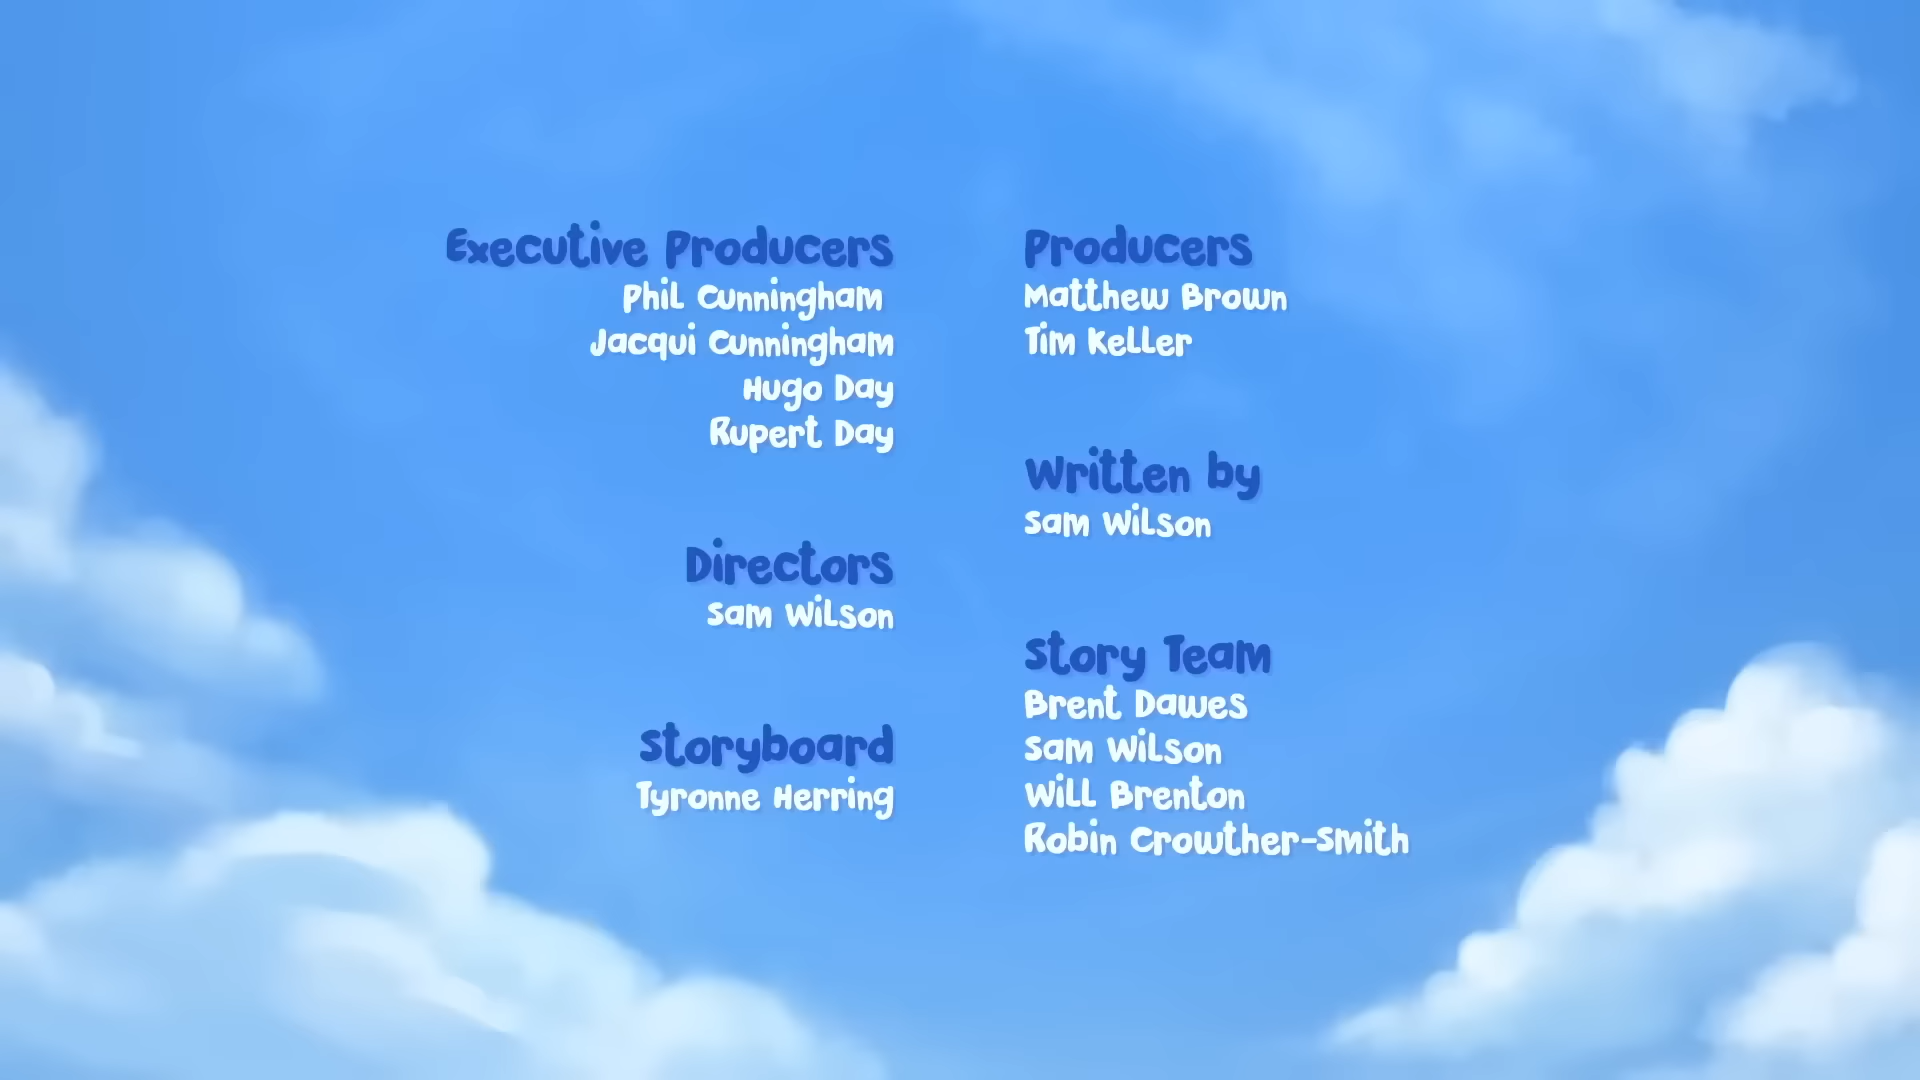 Executive Producers
Phil Cunningham
Jacqui Cunningham
Hugo Day
Rupert Day
Directors
Sam Wilson
Storyboard
Tyronne Herring
Producers
Matthew Brown
Tim Keller
Written by
Sam Wilson
Story Team
Brent Dawes
Sam Wilson
Will Brenton
Robin Crowther-Smith